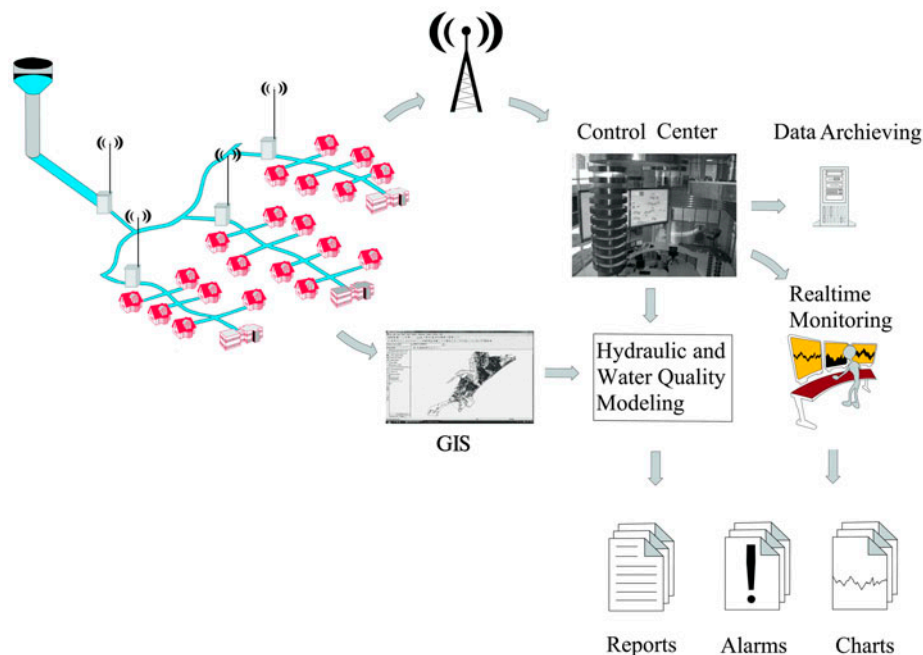 Control Center
Data Archieving
Realtime
Monitoring
Hydraulic and
Water Quality
Modeling
GIS
Reports
Alarms
Charts